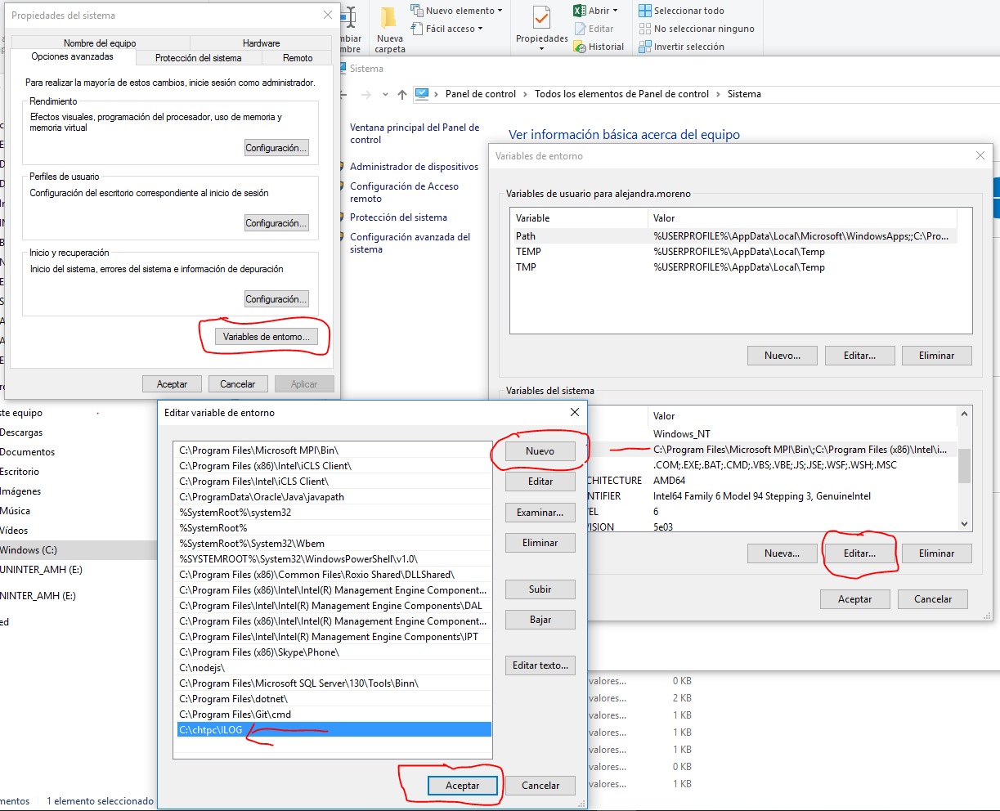 Propiedades del sistema
Nombre del equipo
Hardware
Opciones avanzadas
Protección del sistema
Remoto
Para realizar la mayoría de estos cambios, inicie sesión como administrador.
Rendimiento
Efectos visuales, programación del procesador, uso de memoria y
memoria virtual
Configuración...
Perfiles de usuario
Configuración del escritorio correspondiente al inicio de sesión
Configuración...
Inicio y recuperación
Inicio del sistema, errores del sistema e información de depuración
Configuración...
Variables de entorno...
Aceptar
Cancelar
Aplicar
Nueva
carpeta
Nuevo elemento
Fácil acceso
Propiedades
Abrir
Editar
Historial
Seleccionar todo
No seleccionar ninguno
Invertir selección
Sistema
Panel de control
Todos los elementos de Panel de control
Sistema
Ventana principal del Panel de
control
Administrador de dispositivos
Configuración de Acceso
remoto
Protección del sistema
Configuración avanzada del
sistema
Ver información básica acerca del equipo
Variables de entorno
Variables de usuario para alejandra.moreno
Variable Valor
Path %USERPROFILE%\AppData\Local\Microsoft\WindowsApps;;C:\Pro...
TEMP %USERPROFILE%\AppData\Local\Temp
TMP %USERPROFILE%\AppData\Local\Temp
Nuevo...
Editar...
Eliminar
Variables del sistema
Valor
Windows_NT
C:\Program Files\Microsoft MPI\Bin\;C:\Program Files (x86)\Intel\i...
.COM;.EXE;.BAT;.CMD;.VBS;.VBE;.JS;.JSE;.WSF;.WSH;.MSC
CHITECTURE AMD64
NTIFIER Intel64 Family 6 Model 94 Stepping 3, GenuineIntel
EL 6
VISION 5e03
Nueva...
Editar...
Eliminar
Aceptar
Cancelar
Editar variable de entorno
C:\Program Files\Microsoft MPI\Bin\
C:\Program Files (x86)\Intel\iCLS Client\
C:\Program Files\Intel\iCLS Client\
C:\ProgramData\Oracle\Java\javapath
%SystemRoot%\system32
%SystemRoot%
%SystemRoot%\System32\Wbem
%SYSTEMROOT%\System32\WindowsPowerShell\v1.0\
C:\Program Files (x86)\Common Files\Roxio Shared\DLLShared\
C:\Program Files (x86)\Intel\Intel(R) Management Engine Component...
C:\Program Files\Intel\Intel(R) Management Engine Components\DAL
C:\Program Files (x86)\Intel\Intel(R) Management Engine Component...
C:\Program Files\Intel\Intel(R) Management Engine Components\IPT
C:\Program Files (x86)\Skype\Phone\
C:\nodejs\
C:\Program Files\Microsoft SQL Server\130\Tools\Binn\
C:\Program Files\dotnet\
C:\Program Files\Git\cmd
C:\chtpc\ILOG
Nuevo
Editar
Examinar...
Eliminar
Subir
Bajar
Editar texto...
Aceptar
Cancelar
ste equipo
Descargas
Documentos
Escritorio
Imágenes
Música
Vídeos
Windows (C:)
UNINTER_AMH (E:)
NINTER_AMH (E:)
ed
mentos
1 elemento seleccionado
valores... 0 KB
valores... 2 KB
valores... 1 KB
valores... 1 KB
valores... 1 KB
valores... 0 KB
valores... 1 KB